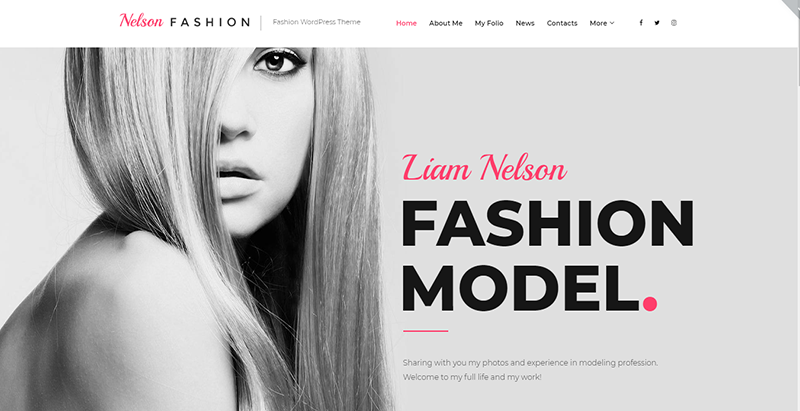 Nelson FASHION
Fashion WordPress Theme
Home About Me My Folio News Contacts More
Liam Nelson
FASHION
MODEL.
Sharing with you my photos and experience in modeling profession.
Welcome to my full life and my work!